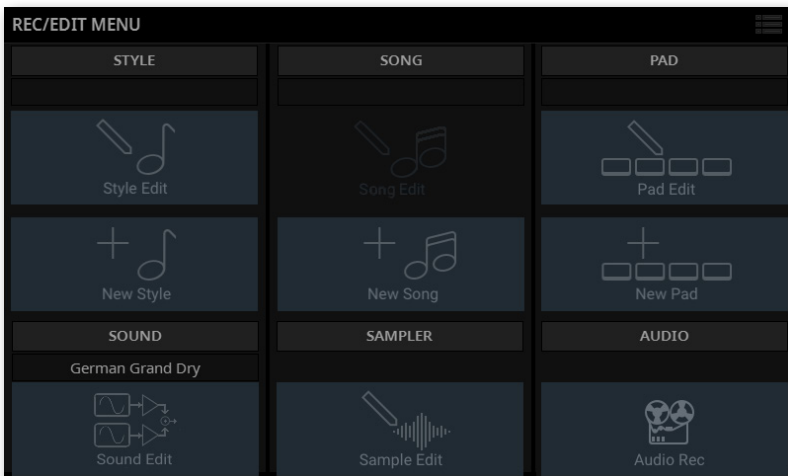 REC/EDIT MENU
STYLE
SONG
PAD
Style Edit
Song Edit
Pad Edit
New Style
New Song
New Pad
SOUND
SAMPLER
AUDIO
German Grand Dry
Sound Edit
Sample Edit
Audio Rec